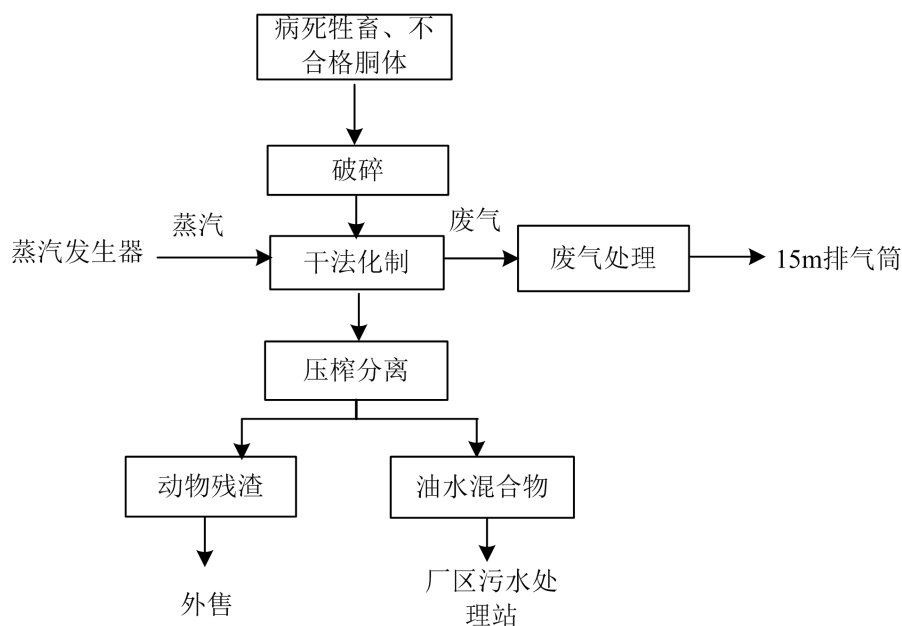 病死牲畜、不
合格胴体
破碎
蒸汽发生器
蒸汽
干法化制
废气
废气处理
15m排气筒
压榨分离
动物残渣
油水混合物
外售
厂区污水处
理站